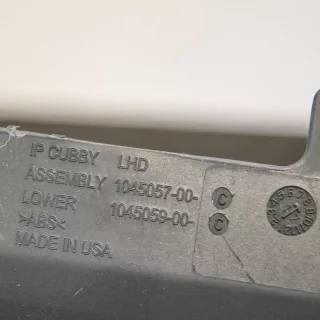 IP CUBBY LHD
ASSEMBLY 1045057-00- C
LOWER 1045059-00- C
>ABS<
MADE IN USA